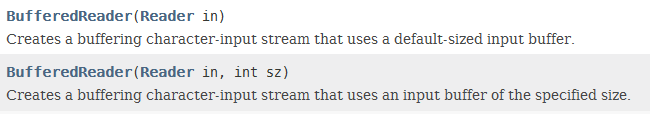 BufferedReader(Reader in)
Creates a buffering character-input stream that uses a default-sized input buffer.
BufferedReader(Reader in, int sz)
Creates a buffering character-input stream that uses an input buffer of the specified size.